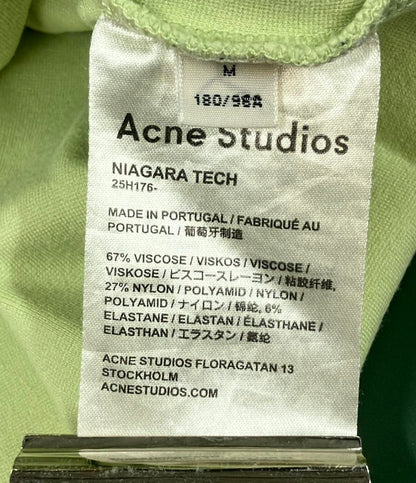 M
180/98A
Acne Studios
NIAGARA TECH
25H176-
MADE IN PORTUGAL / FABRIQUÉ AU
PORTUGAL / 葡萄牙制造
67% VISCOSE / VISKOS / VISCOSE /
VISKOSE / ビスコースレーヨン / 粘胶纤维,
27% NYLON / POLYAMID / NYLON /
POLYAMID / ナイロン / 锦纶, 6%
ELASTANE / ELASTAN / ÉLASTHANE /
ELASTHAN / エラスタン / 氨纶
ACNE STUDIOS FLORAGATAN 13
STOCKHOLM
ACNESTUDIOS.COM